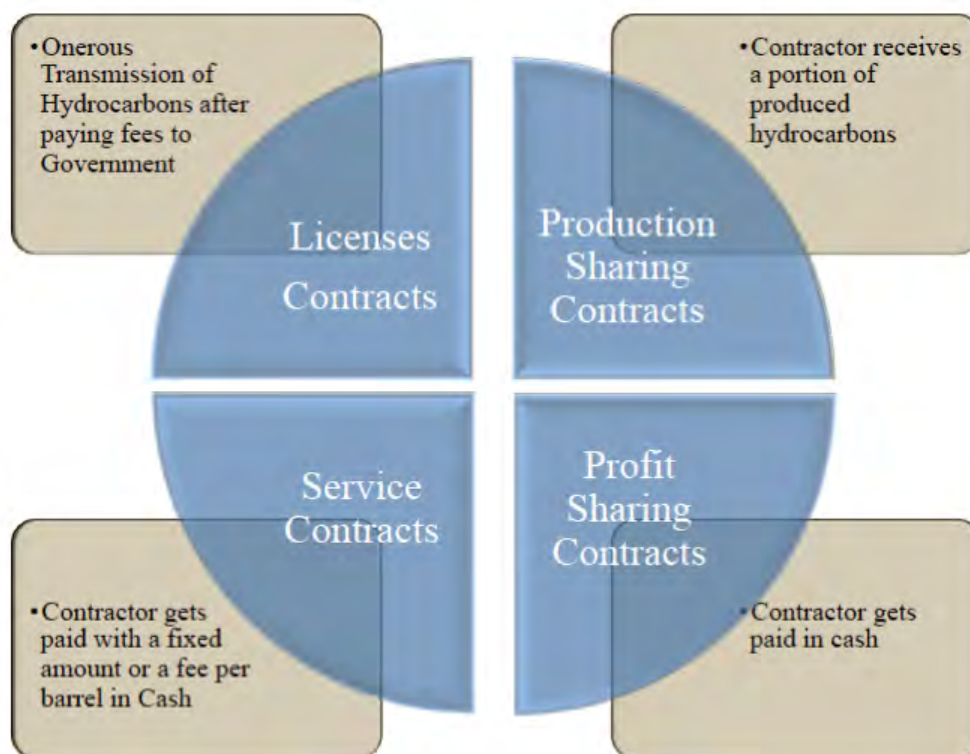 •Onerous
Transmission of
Hydrocarbons after
paying fees to
Government
•Contractor receives
a portion of
produced
hydrocarbons
Licenses
Contracts
Production
Sharing
Contracts
Service
Contracts
Profit
Sharing
Contracts
•Contractor gets
paid with a fixed
amount or a fee per
barrel in Cash
•Contractor gets
paid in cash